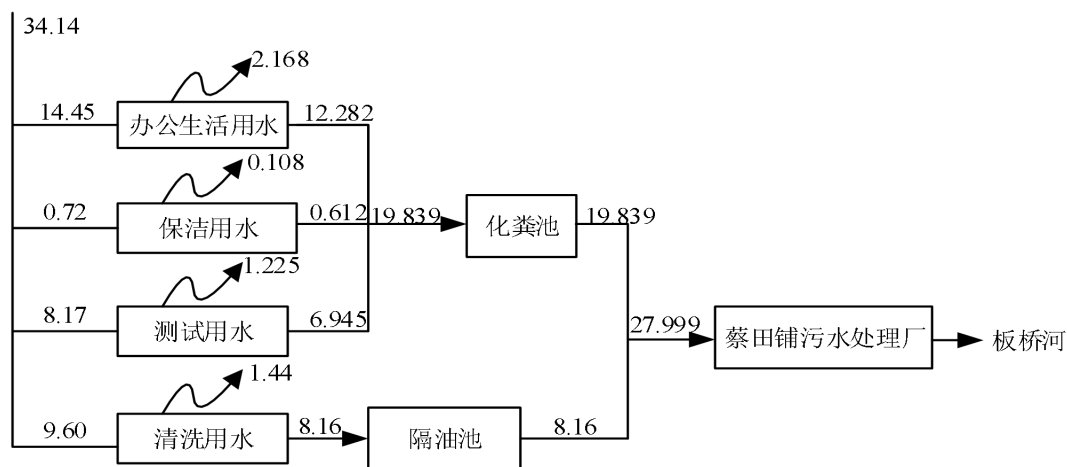 34.14
2.168
14.45
办公生活用水
12.282
0.108
0.72
保洁用水
0.612
19.839
化粪池
19.839
1.225
8.17
测试用水
6.945
27.999
蔡田铺污水处理厂
板桥河
1.44
9.60
清洗用水
8.16
隔油池
8.16